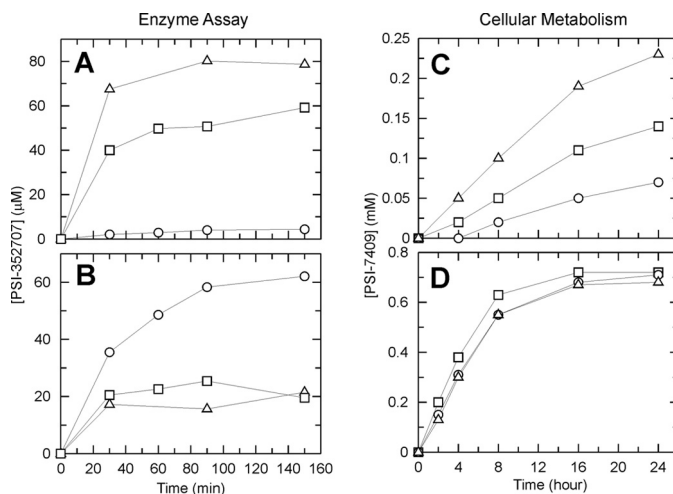 Enzyme Assay
Cellular Metabolism
A
80
60
40
20
0
[PSI-352707] (µM)
B
60
40
20
0
0 20 40 60 80 100 120 140 160
Time (min)
C
0.25
0.2
0.15
0.1
0.05
0
[PSI-7409] (mM)
D
0.8
0.6
0.4
0.2
0
0 4 8 12 16 20 24
Time (hour)